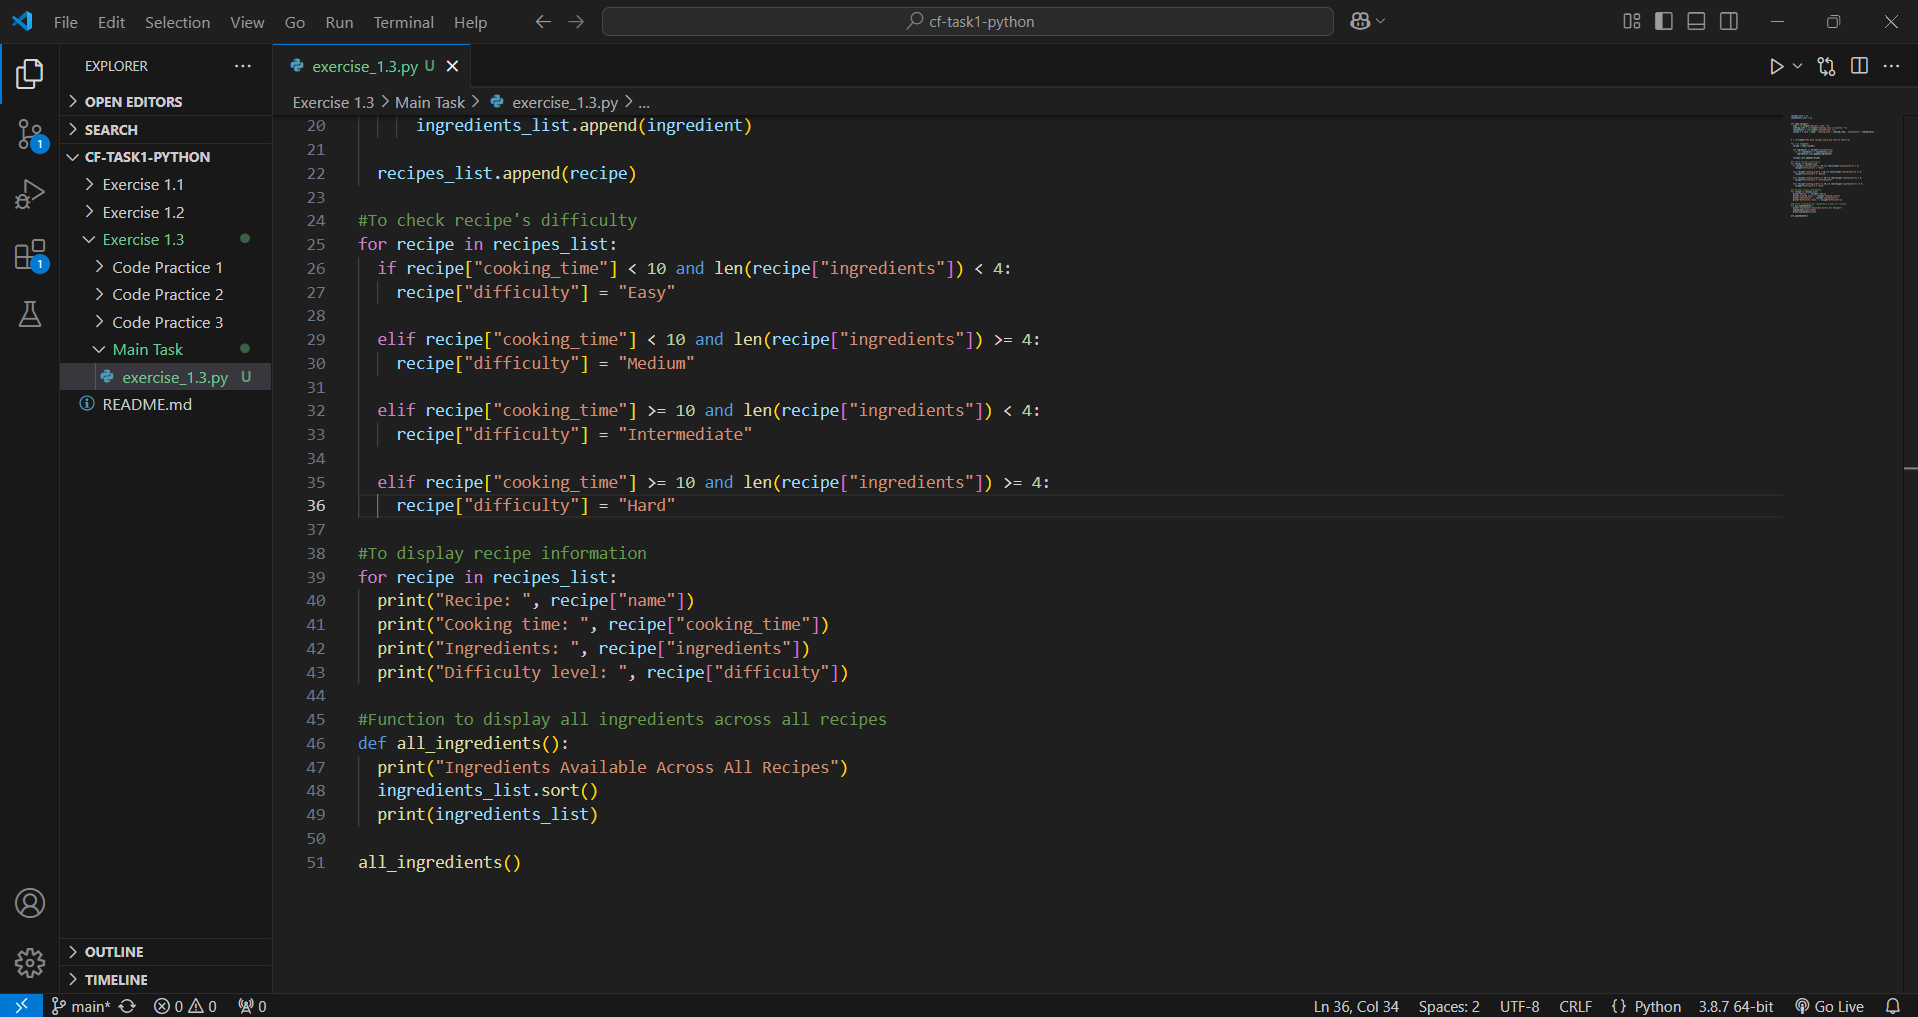 File Edit Selection View Go Run Terminal Help
cf-task1-python
EXPLORER
OPEN EDITORS
SEARCH
CF-TASK1-PYTHON
Exercise 1.1
Exercise 1.2
Exercise 1.3
Code Practice 1
Code Practice 2
Code Practice 3
Main Task
exercise_1.3.py U
README.md
OUTLINE
TIMELINE
1
1
exercise_1.3.py U
Exercise 1.3 > Main Task > exercise_1.3.py > ...
20 ingredients_list.append(ingredient)
21
22 recipes_list.append(recipe)
23
24 #To check recipe's difficulty
25 for recipe in recipes_list:
26 if recipe["cooking_time"] < 10 and len(recipe["ingredients"]) < 4:
27 recipe["difficulty"] = "Easy"
28
29 elif recipe["cooking_time"] < 10 and len(recipe["ingredients"]) >= 4:
30 recipe["difficulty"] = "Medium"
31
32 elif recipe["cooking_time"] >= 10 and len(recipe["ingredients"]) < 4:
33 recipe["difficulty"] = "Intermediate"
34
35 elif recipe["cooking_time"] >= 10 and len(recipe["ingredients"]) >= 4:
36 recipe["difficulty"] = "Hard"
37
38 #To display recipe information
39 for recipe in recipes_list:
40 print("Recipe: ", recipe["name"])
41 print("Cooking time: ", recipe["cooking_time"])
42 print("Ingredients: ", recipe["ingredients"])
43 print("Difficulty level: ", recipe["difficulty"])
44
45 #Function to display all ingredients across all recipes
46 def all_ingredients():
47 print("Ingredients Available Across All Recipes")
48 ingredients_list.sort()
49 print(ingredients_list)
50
51 all_ingredients()
main* 0 0 0
Ln 36, Col 34 Spaces: 2 UTF-8 CRLF {} Python 3.8.7 64-bit Go Live